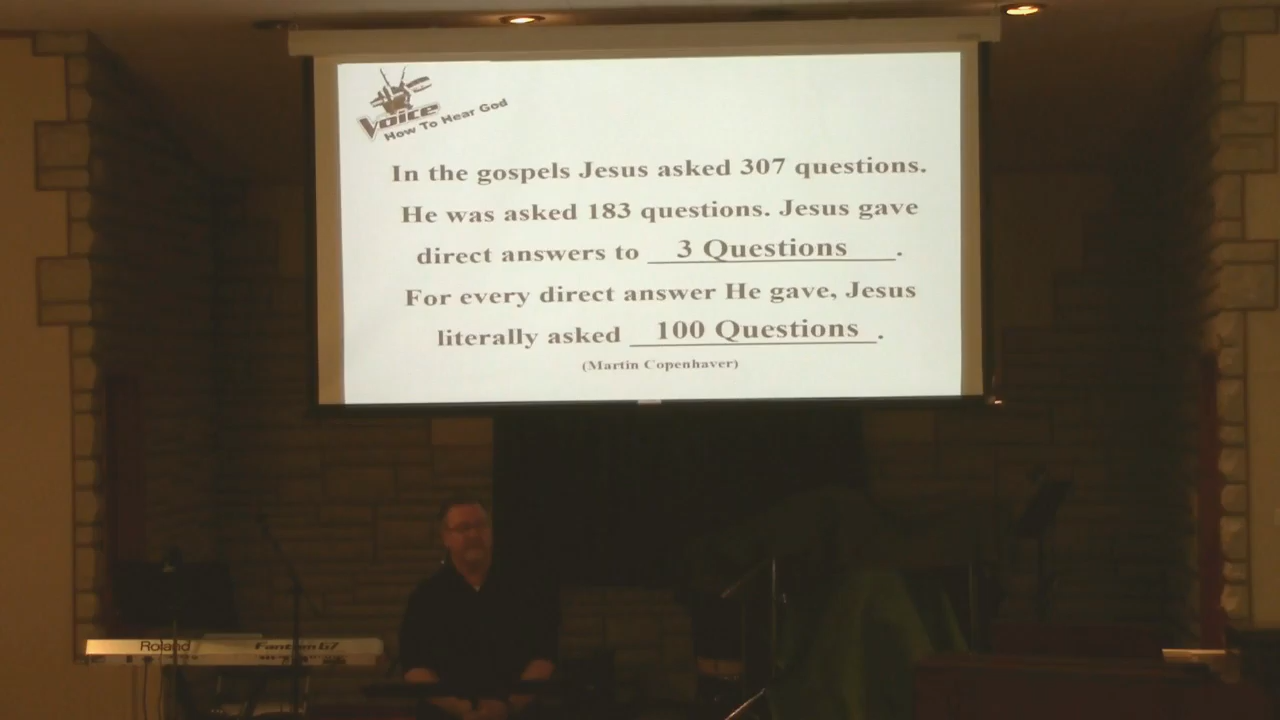 Voice
How To Hear God
In the gospels Jesus asked 307 questions.
He was asked 183 questions. Jesus gave
direct answers to 3 Questions.
For every direct answer He gave, Jesus
literally asked 100 Questions.
(Martin Copenhaver)
Roland
Fantom G7